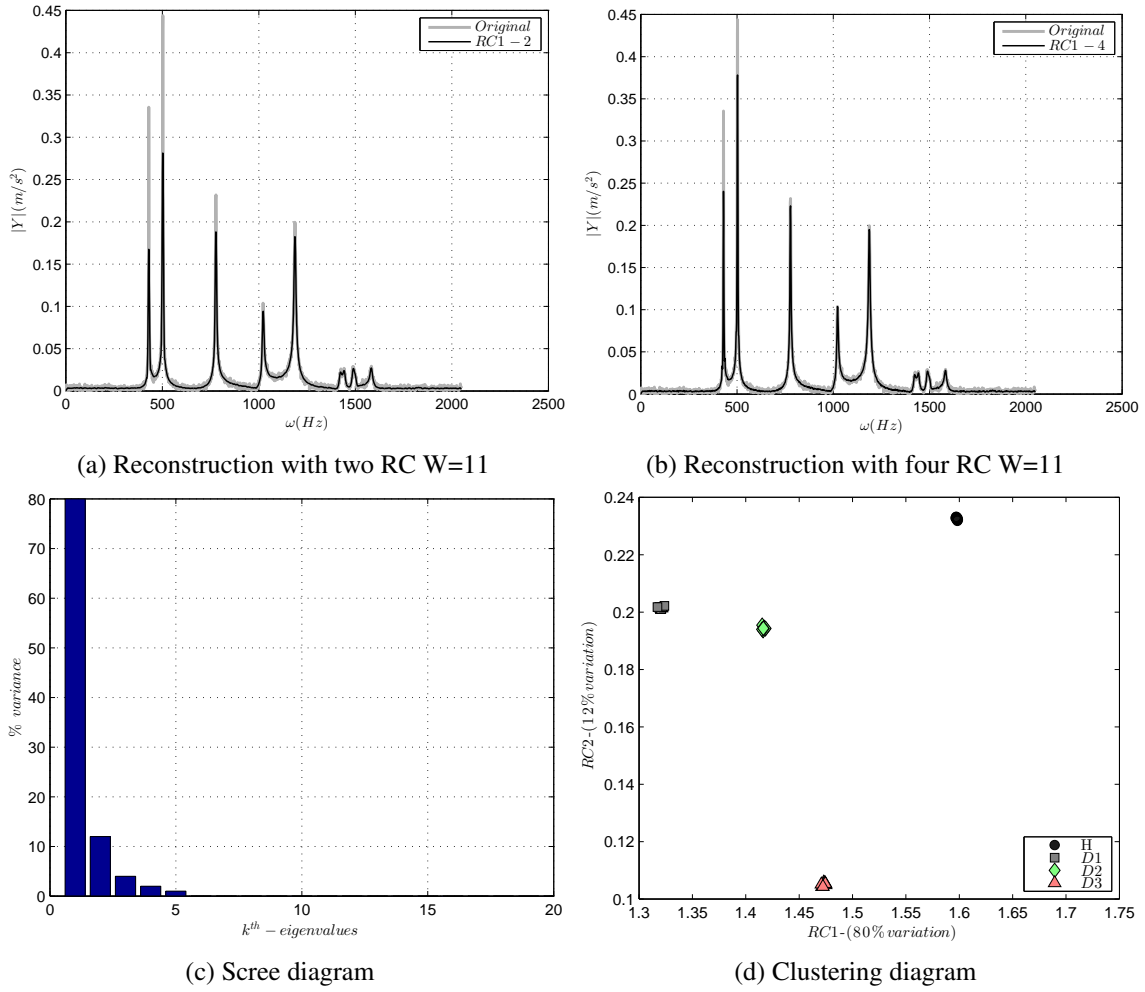 0.45
0.4
0.35
0.3
0.25
0.2
0.15
0.1
0.05
0
|Y|(m/s²)
Original
RC1 − 2
0 500 1000 1500 2000 2500
ω(Hz)
(a) Reconstruction with two RC W=11
0.45
0.4
0.35
0.3
0.25
0.2
0.15
0.1
0.05
0
|Y|(m/s²)
Original
RC1 − 4
0 500 1000 1500 2000 2500
ω(Hz)
(b) Reconstruction with four RC W=11
80
70
60
50
40
30
20
10
0
% variance
0 5 10 15 20
kᵗʰ − eigenvalues
(c) Scree diagram
0.24
0.22
0.2
0.18
0.16
0.14
0.12
0.1
RC2-(12%variation)
H
D1
D2
D3
1.3 1.35 1.4 1.45 1.5 1.55 1.6 1.65 1.7 1.75
RC1-(80%variation)
(d) Clustering diagram